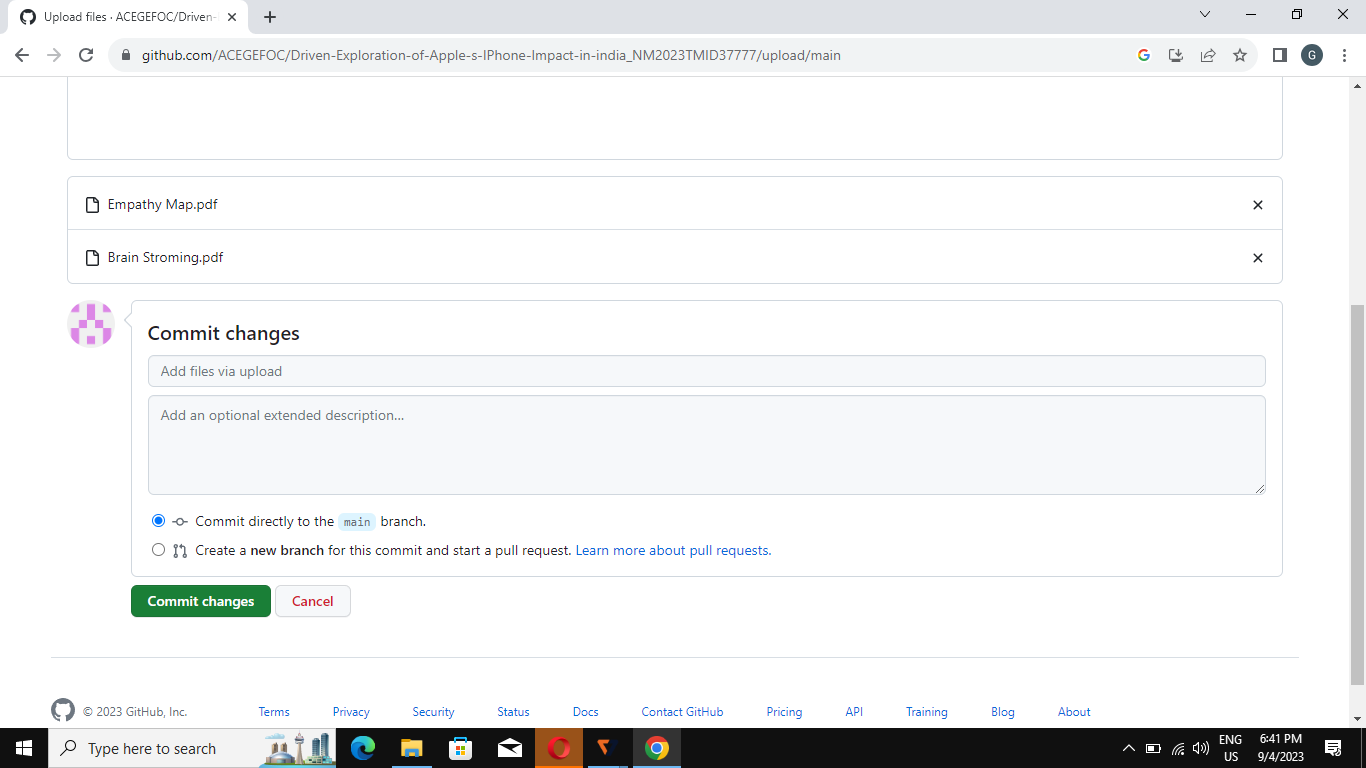 Upload files · ACEGEFOC/Driven-
github.com/ACEGEFOC/Driven-Exploration-of-Apple-s-IPhone-Impact-in-india_NM2023TMID37777/upload/main
G
G
Empathy Map.pdf
Brain Stroming.pdf
Commit changes
Add files via upload
Add an optional extended description...
Commit directly to the main branch.
Create a new branch for this commit and start a pull request. Learn more about pull requests.
Commit changes Cancel
© 2023 GitHub, Inc. Terms Privacy Security Status Docs Contact GitHub Pricing API Training Blog About
Type here to search
ENG
US
6:41 PM
9/4/2023